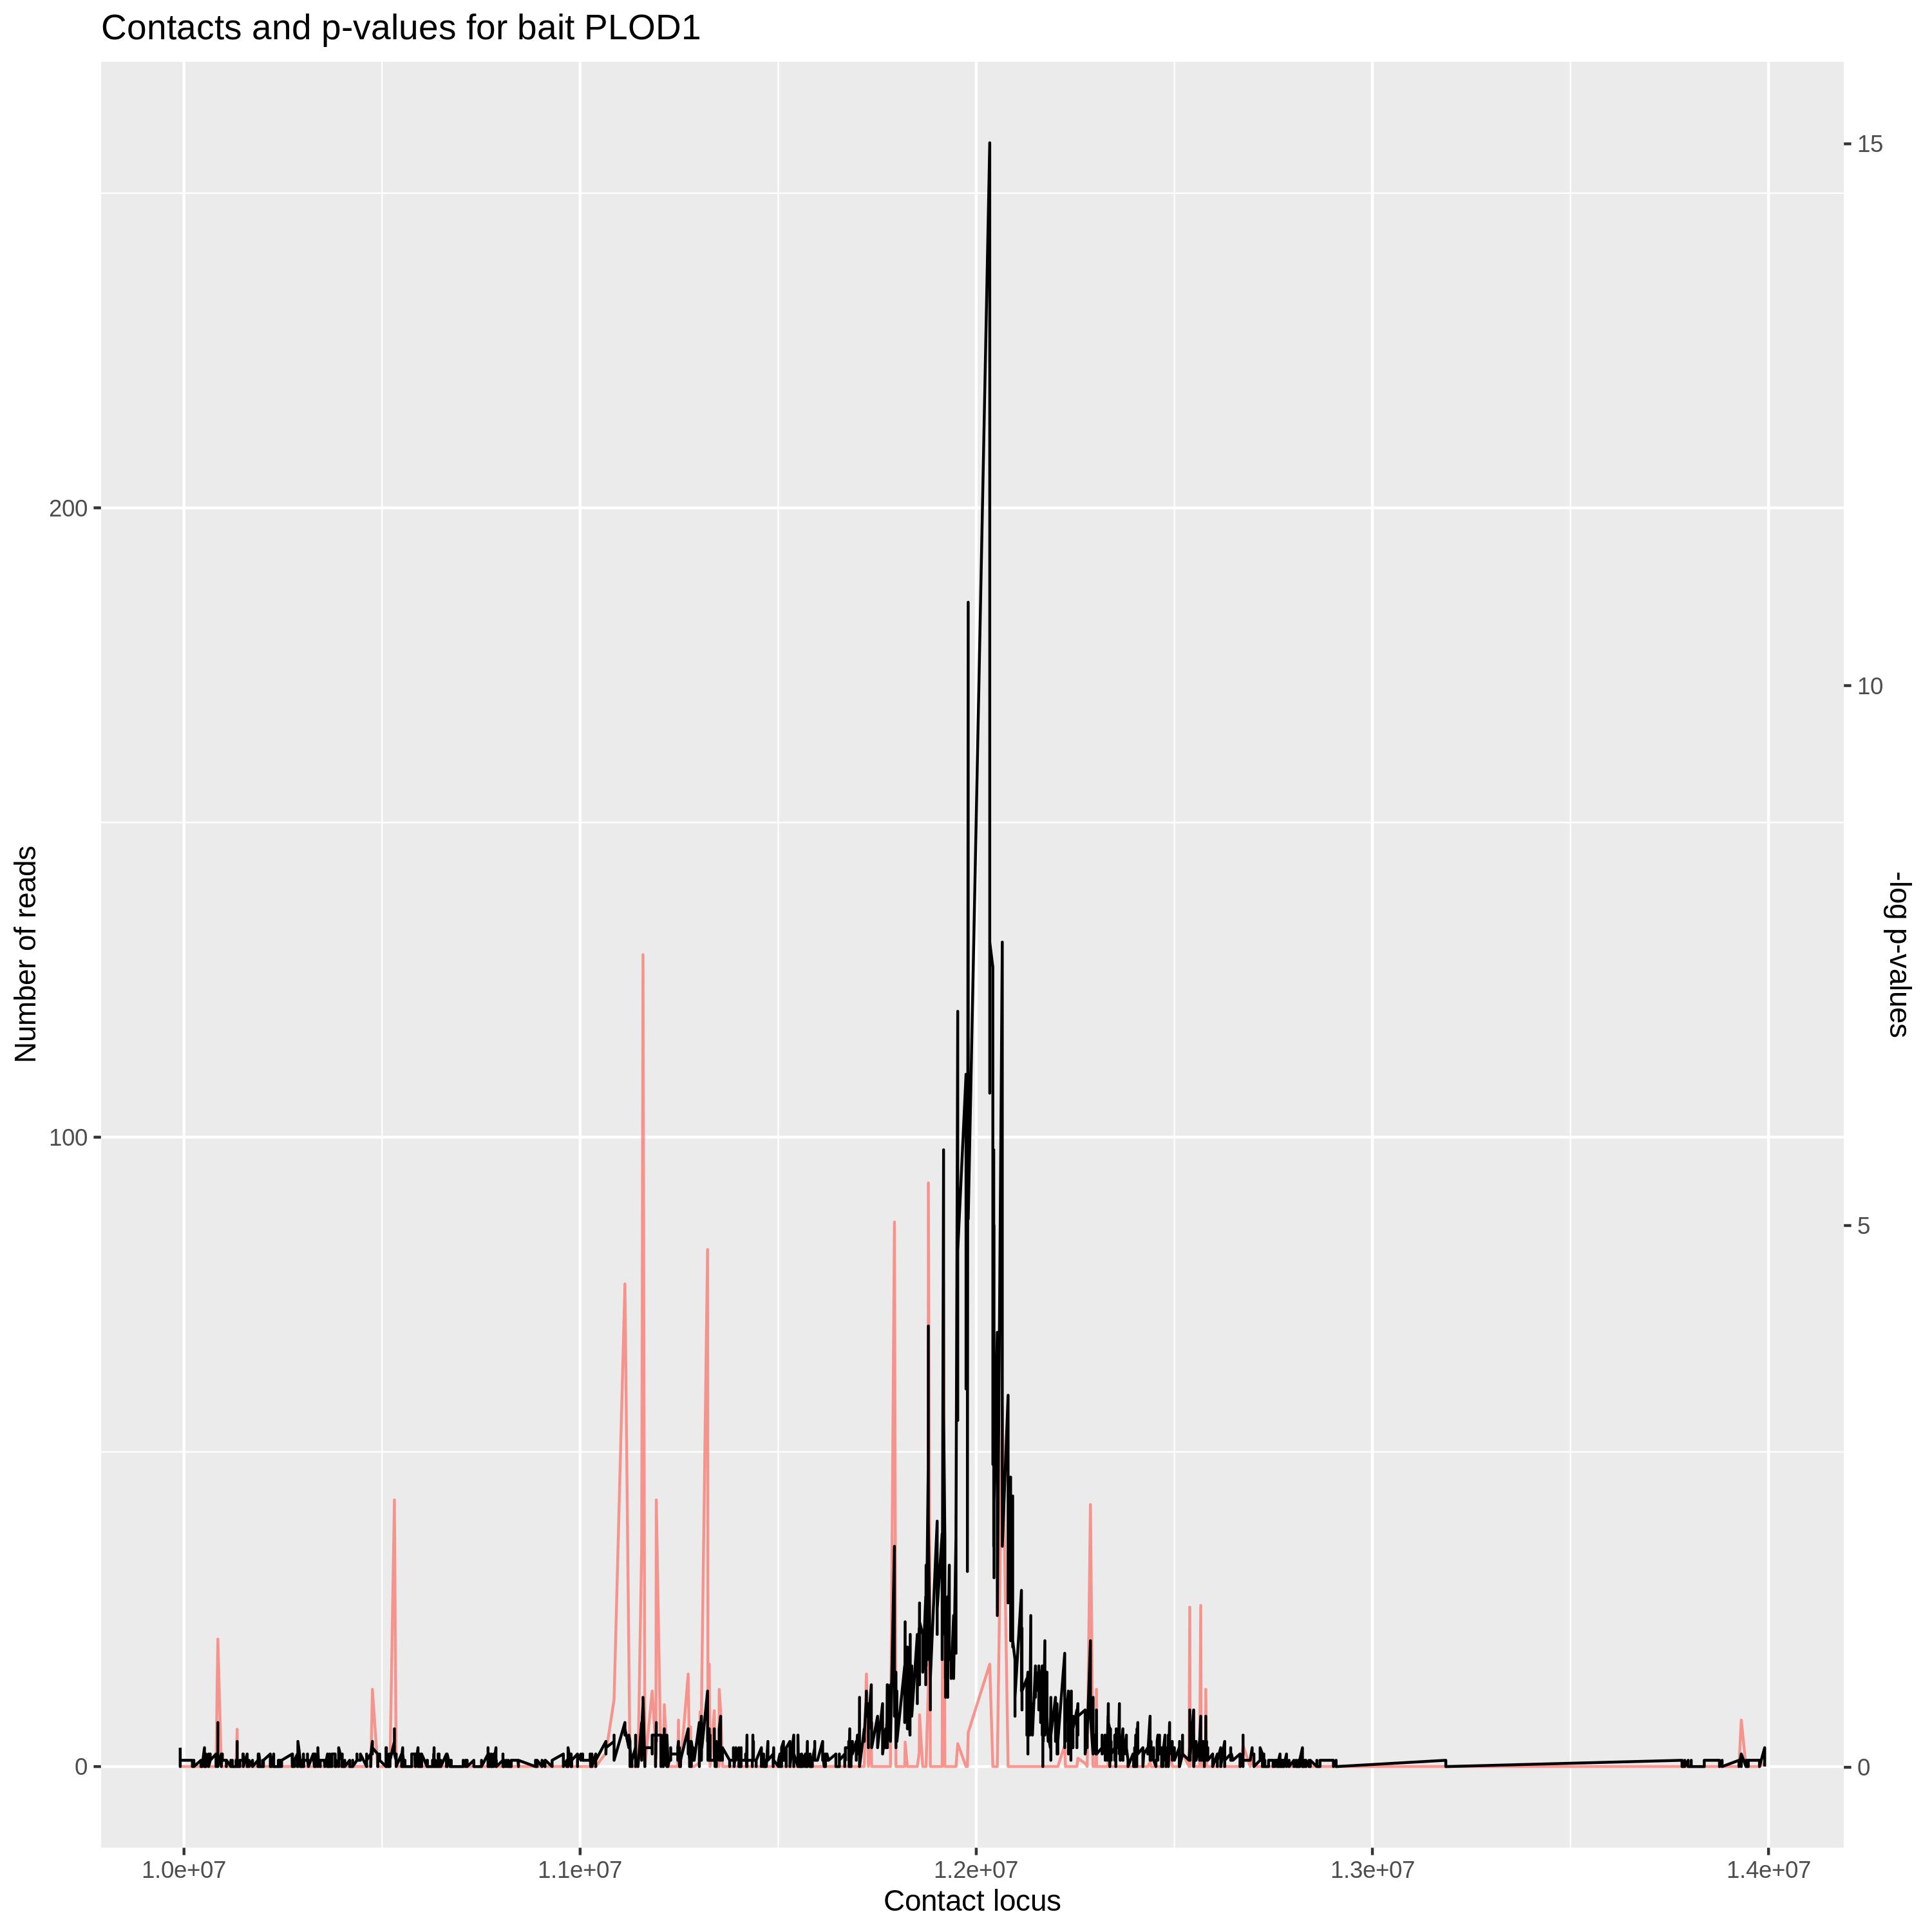 Contacts and p-values for bait PLOD1
Number of reads
200
100
0
15
10
5
0
-log p-values
1.0e+07 1.1e+07 1.2e+07 1.3e+07 1.4e+07
Contact locus